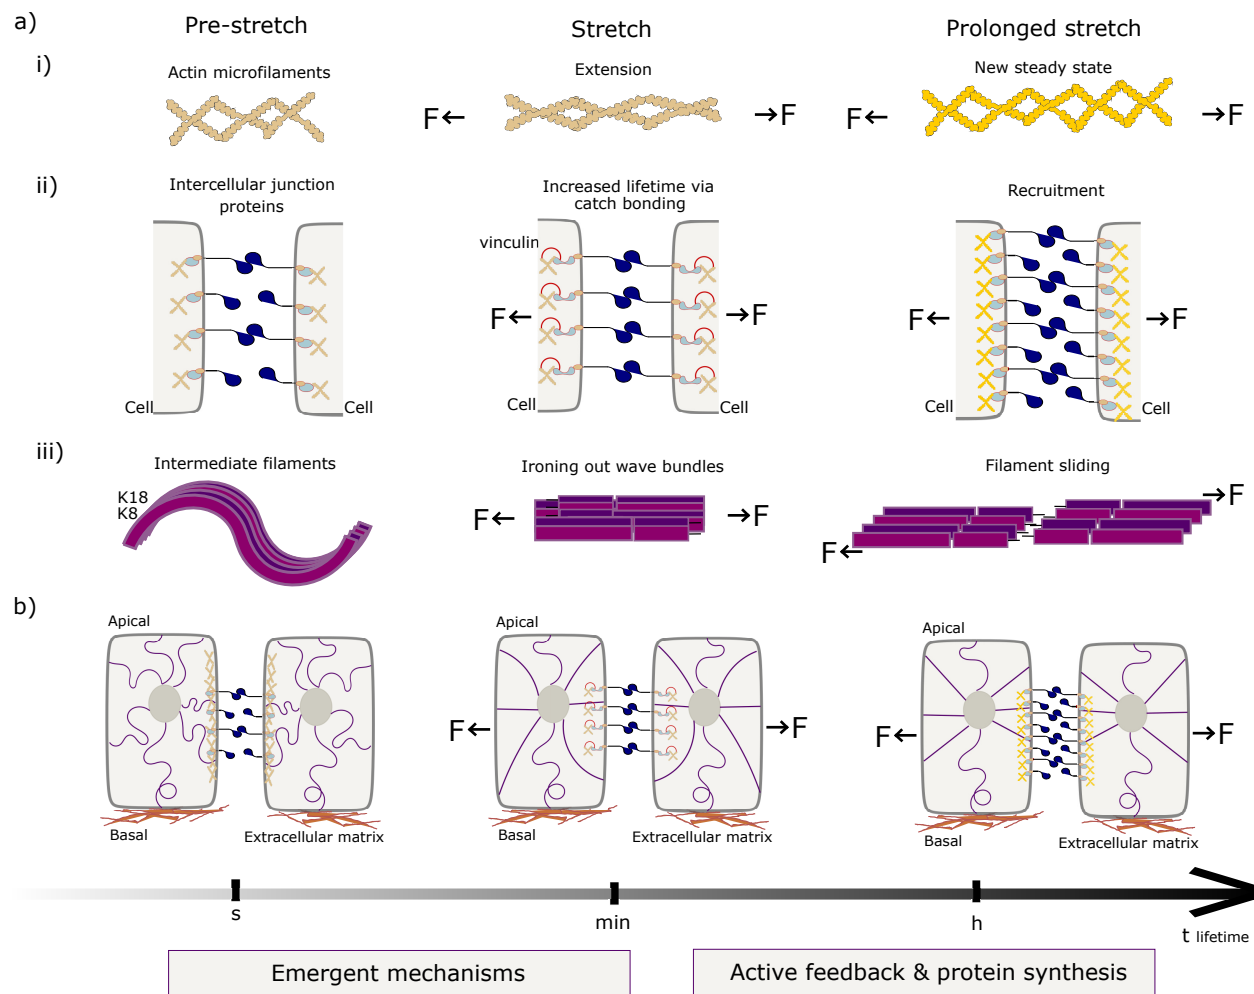 a)
Pre-stretch
Stretch
Prolonged stretch
i)
Actin microfilaments
Extension
New steady state
F
F
F
F
ii)
Intercellular junction
proteins
Increased lifetime via
catch bonding
Recruitment
vinculin
F
F
F
F
Cell
Cell
Cell
Cell
Cell
Cell
iii)
Intermediate filaments
Ironing out wave bundles
Filament sliding
K18
K8
F
F
F
F
b)
Apical
Apical
Apical
F
F
F
F
Basal
Extracellular matrix
Basal
Extracellular matrix
Basal
Extracellular matrix
s
min
h
t lifetime
Emergent mechanisms
Active feedback & protein synthesis